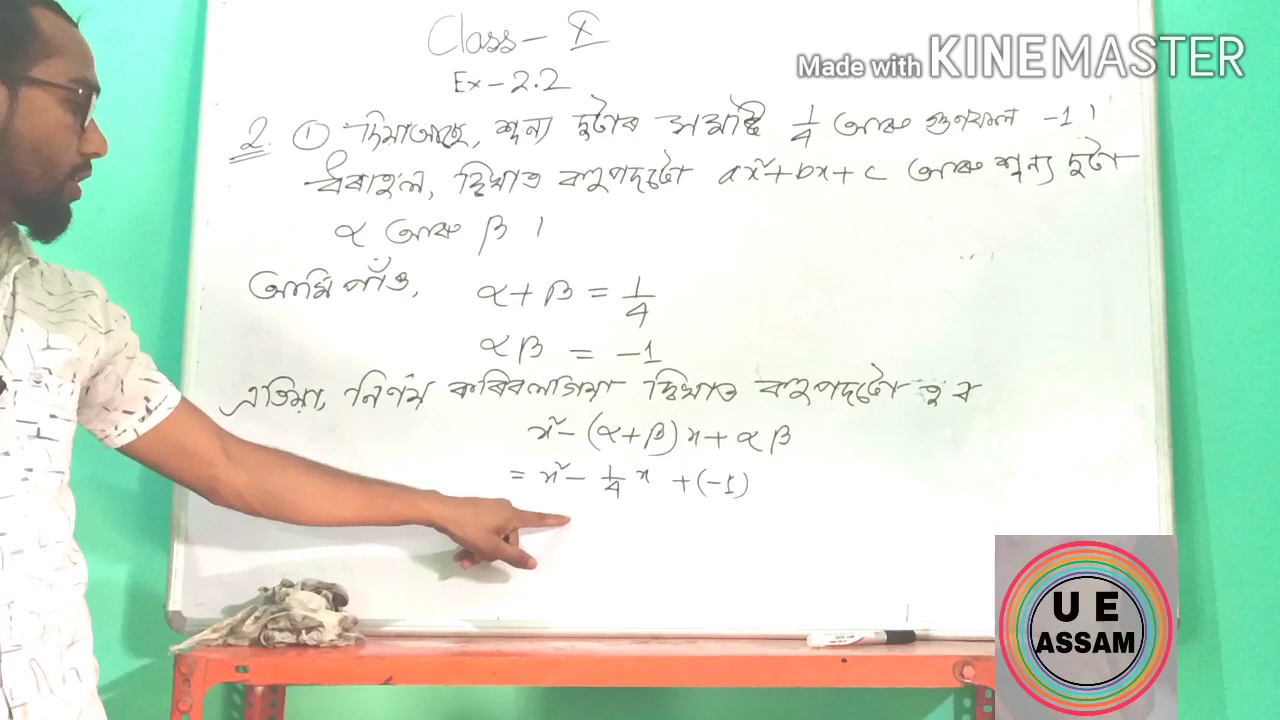 Class - X
Made with KINEMASTER
Ex - 2.2
2. ① দিয়া আছে, শূন্য দুটাৰ সমষ্টি 1/4 আৰু গুণফল -1।
ধৰাহ'ল, দ্বিঘাত বহুপদটো ax²+bx+c আৰু শূন্য দুটা
α আৰু β ।
আমি পাওঁ, α+β = 1/4
αβ = -1
এতিয়া, নিৰ্ণয় কৰিবলগীয়া দ্বিঘাত বহুপদটো হ'ব
x² - (α+β)x + αβ
= x² - 1/4 x + (-1)
U E
ASSAM